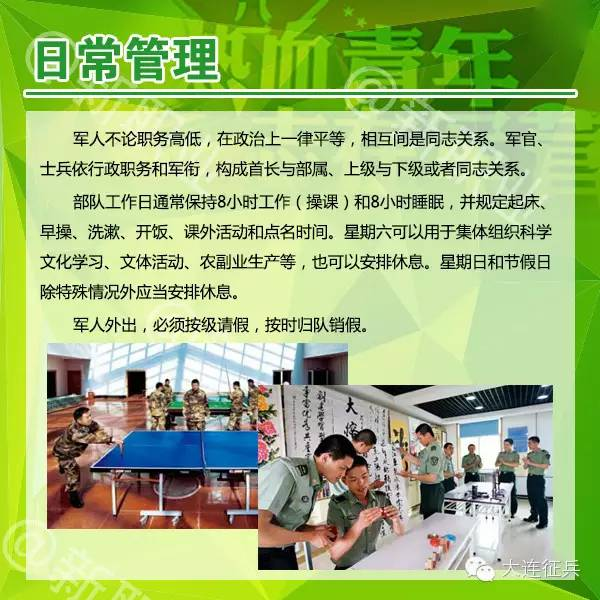 热血青年
日常管理
军人不论职务高低，在政治上一律平等，相互间是同志关系。军官、
士兵依行政职务和军衔，构成首长与部属、上级与下级或者同志关系。
部队工作日通常保持8小时工作（操课）和8小时睡眠，并规定起床、
早操、洗漱、开饭、课外活动和点名时间。星期六可以用于集体组织科学
文化学习、文体活动、农副业生产等，也可以安排休息。星期日和节假日
除特殊情况外应当安排休息。
军人外出，必须按级请假，按时归队销假。
大连征兵